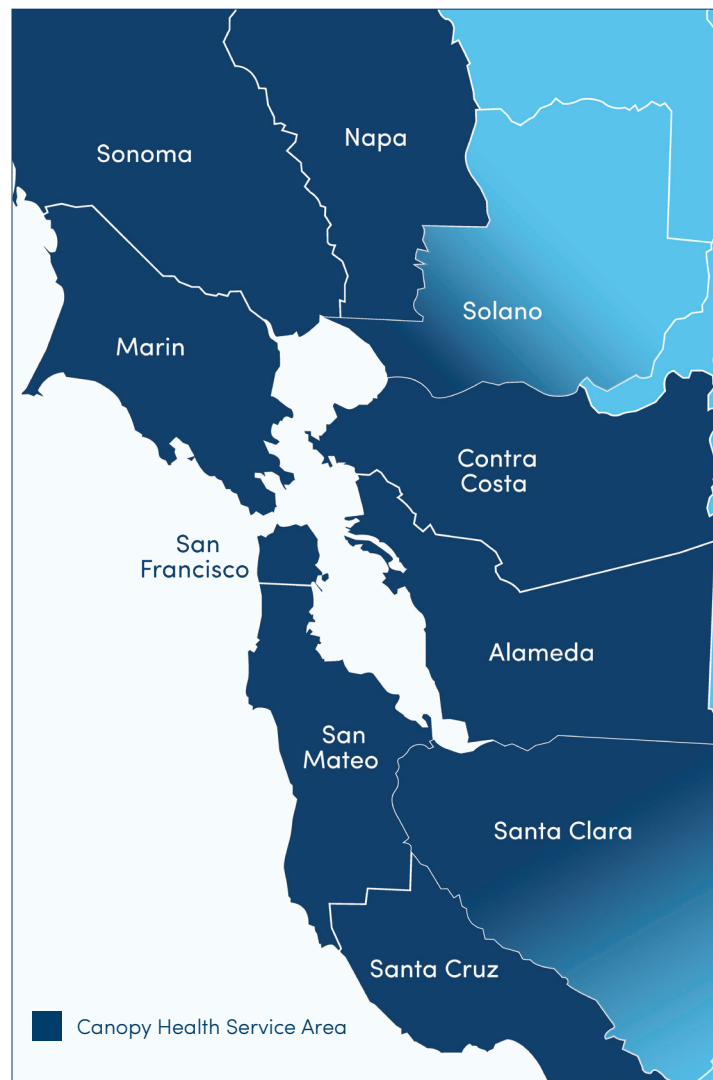 Napa
Sonoma
Solano
Marin
Contra
Costa
San
Francisco
Alameda
San
Mateo
Santa Clara
Santa Cruz
Canopy Health Service Area